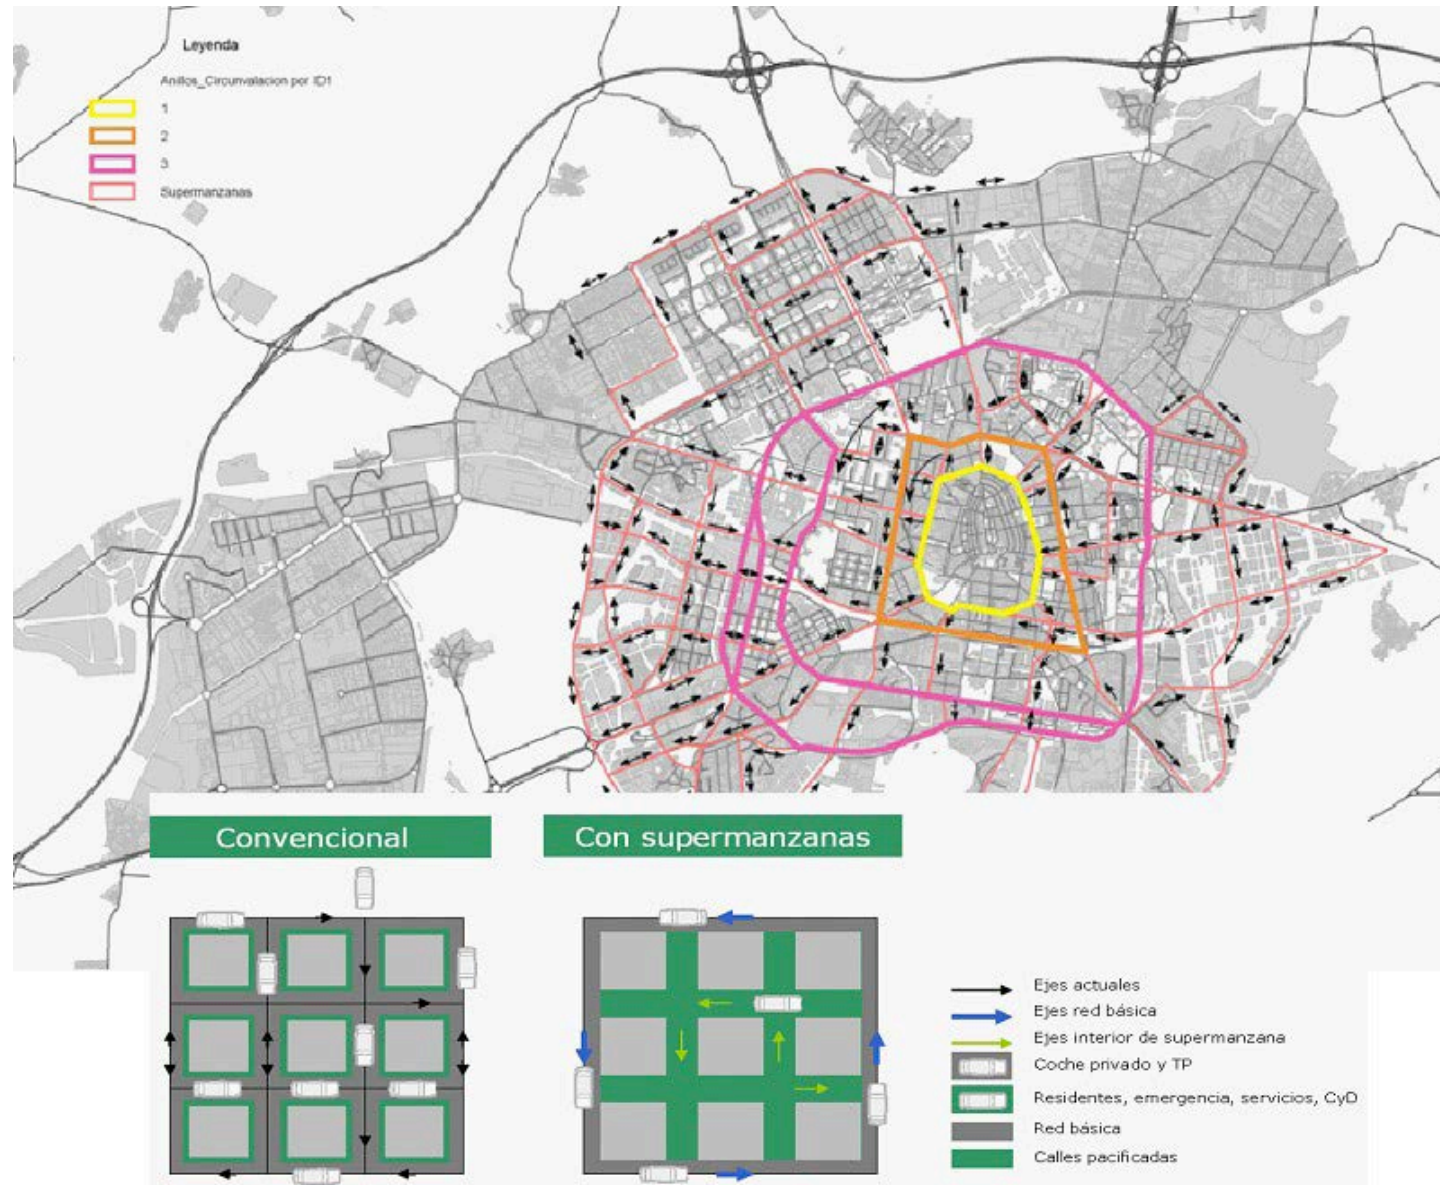 Leyenda
Anillos_Circunvalacion por ID1
1
2
3
Supermanzanas
Convencional
Con supermanzanas
Ejes actuales
Ejes red básica
Ejes interior de supermanzana
Coche privado y TP
Residentes, emergencia, servicios, CyD
Red básica
Calles pacificadas